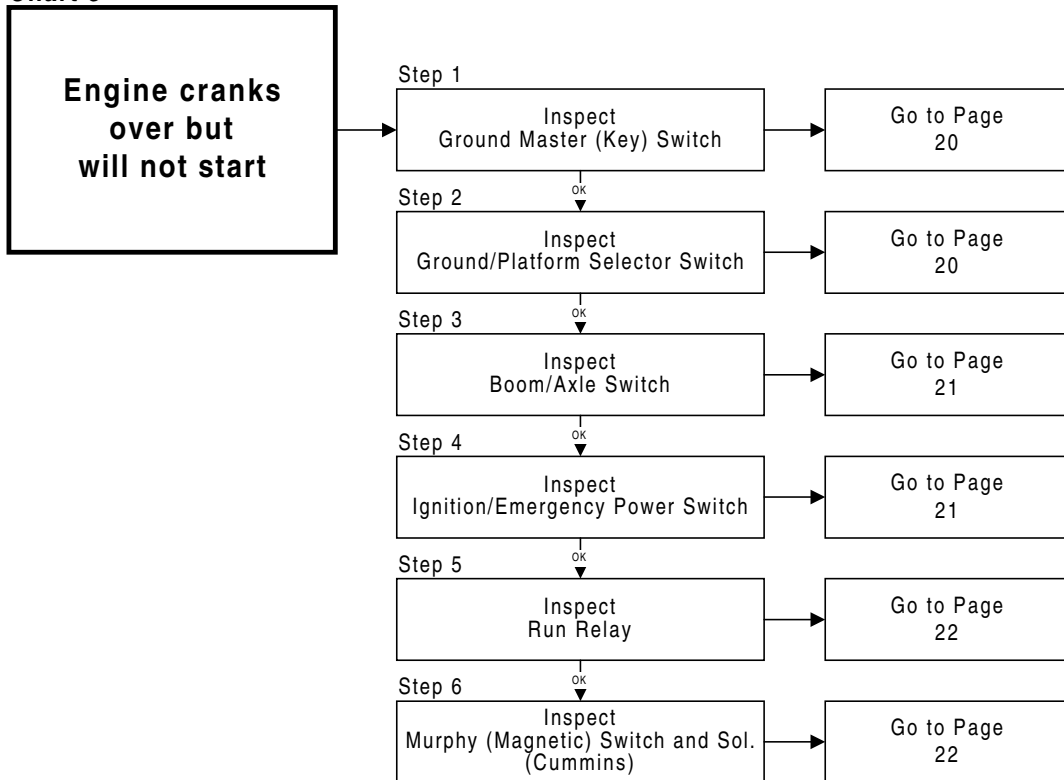 Engine cranks
over but
will not start
Step 1
Inspect
Ground Master (Key) Switch
Go to Page
20
OK
Step 2
Inspect
Ground/Platform Selector Switch
Go to Page
20
OK
Step 3
Inspect
Boom/Axle Switch
Go to Page
21
OK
Step 4
Inspect
Ignition/Emergency Power Switch
Go to Page
21
OK
Step 5
Inspect
Run Relay
Go to Page
22
OK
Step 6
Inspect
Murphy (Magnetic) Switch and Sol.
(Cummins)
Go to Page
22